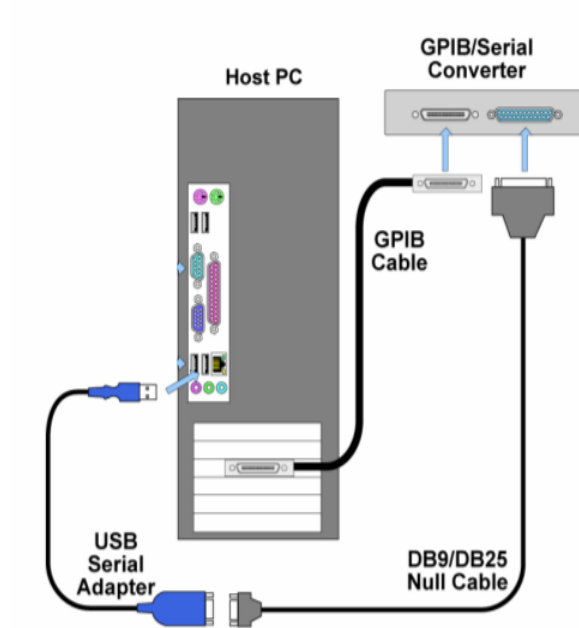 GPIB/Serial
Converter
Host PC
GPIB
Cable
USB
Serial
Adapter
DB9/DB25
Null Cable